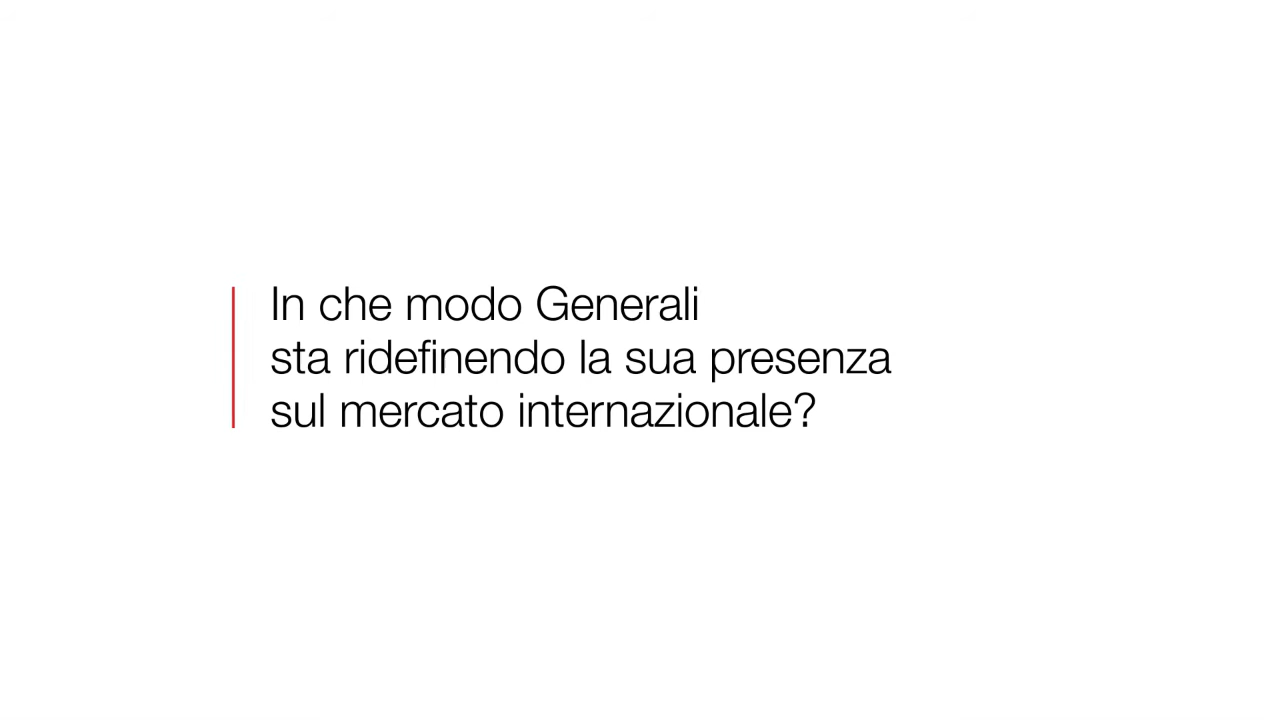 In che modo Generali
sta ridefinendo la sua presenza
sul mercato internazionale?